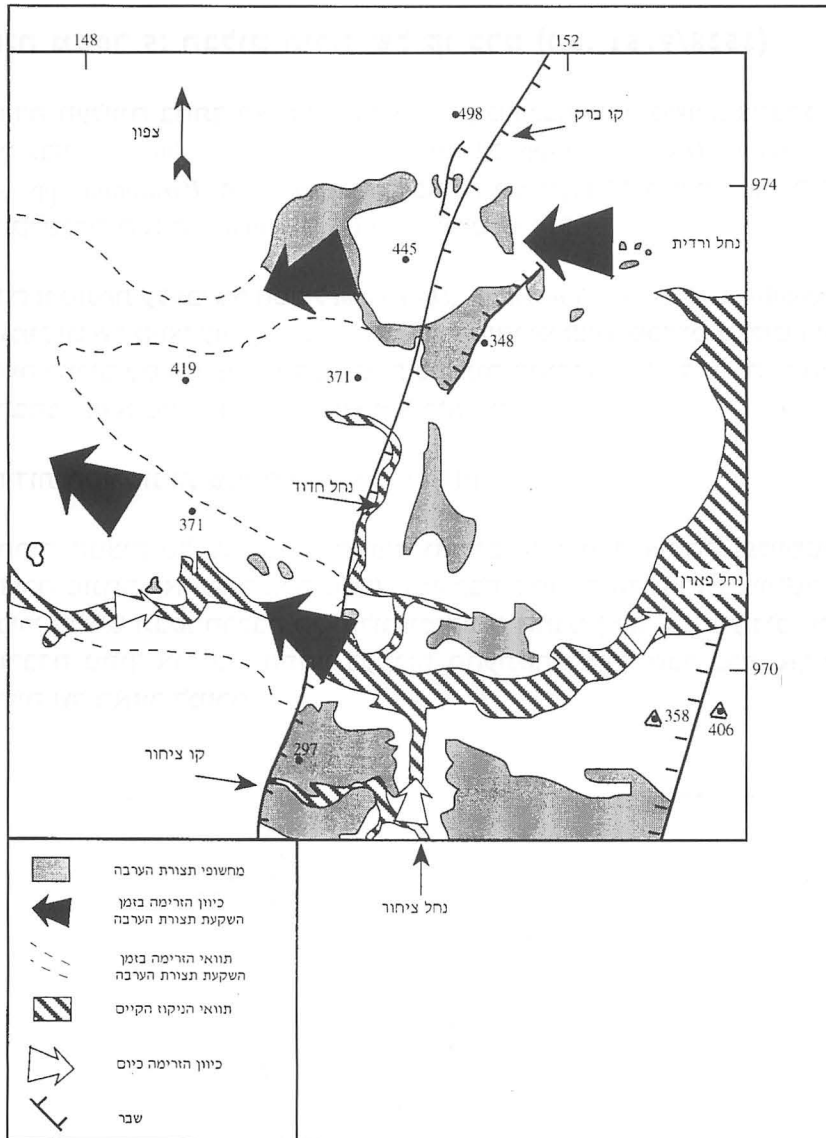 148
152
צפון
498
קו ברק
974
נחל ורדית
445
348
419
371
נחל חדוד
371
נחל פארן
970
358
406
297
קו ציחור
נחל ציחור
מחשופי תצורת הערבה
כיוון הזרימה בזמן
השקעת תצורת הערבה
תוואי הזרימה בזמן
השקעת תצורת הערבה
תוואי הניקוז הקיים
כיוון הזרימה כיום
שבר